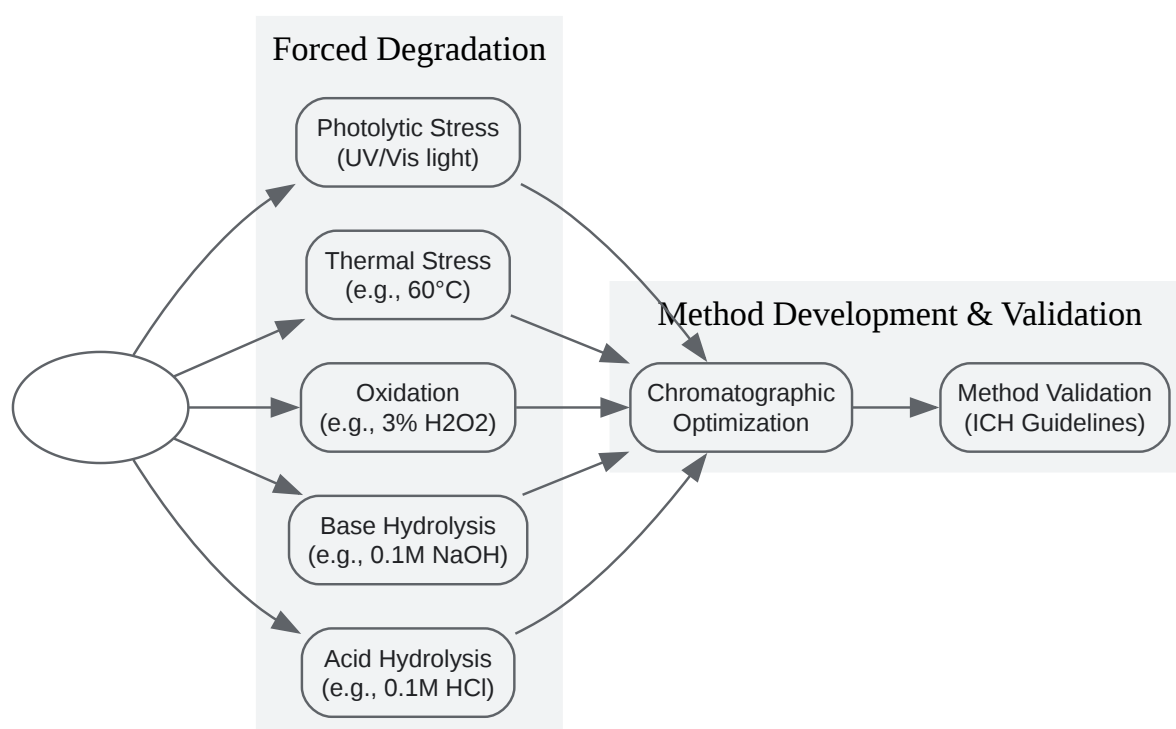 Forced Degradation
Photolytic Stress
(UV/Vis light)
Thermal Stress
(e.g., 60°C)
Oxidation
(e.g., 3% H2O2)
Base Hydrolysis
(e.g., 0.1M NaOH)
Acid Hydrolysis
(e.g., 0.1M HCl)
Method Development & Validation
Chromatographic
Optimization
Method Validation
(ICH Guidelines)